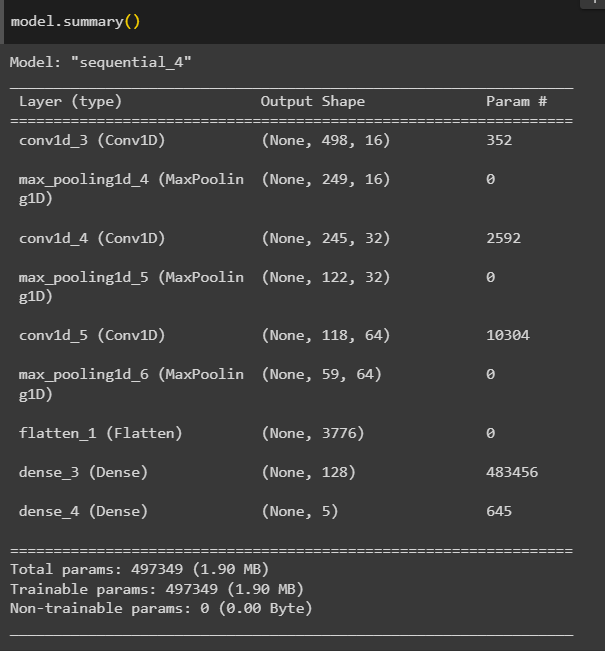 model.summary()
Model: "sequential_4"
_________________________________________________________________
Layer (type)                Output Shape              Param #
=================================================================
conv1d_3 (Conv1D)           (None, 498, 16)           352
max_pooling1d_4 (MaxPoolin  (None, 249, 16)           0
g1D)
conv1d_4 (Conv1D)           (None, 245, 32)           2592
max_pooling1d_5 (MaxPoolin  (None, 122, 32)           0
g1D)
conv1d_5 (Conv1D)           (None, 118, 64)           10304
max_pooling1d_6 (MaxPoolin  (None, 59, 64)            0
g1D)
flatten_1 (Flatten)         (None, 3776)              0
dense_3 (Dense)             (None, 128)               483456
dense_4 (Dense)             (None, 5)                 645
=================================================================
Total params: 497349 (1.90 MB)
Trainable params: 497349 (1.90 MB)
Non-trainable params: 0 (0.00 Byte)
_________________________________________________________________